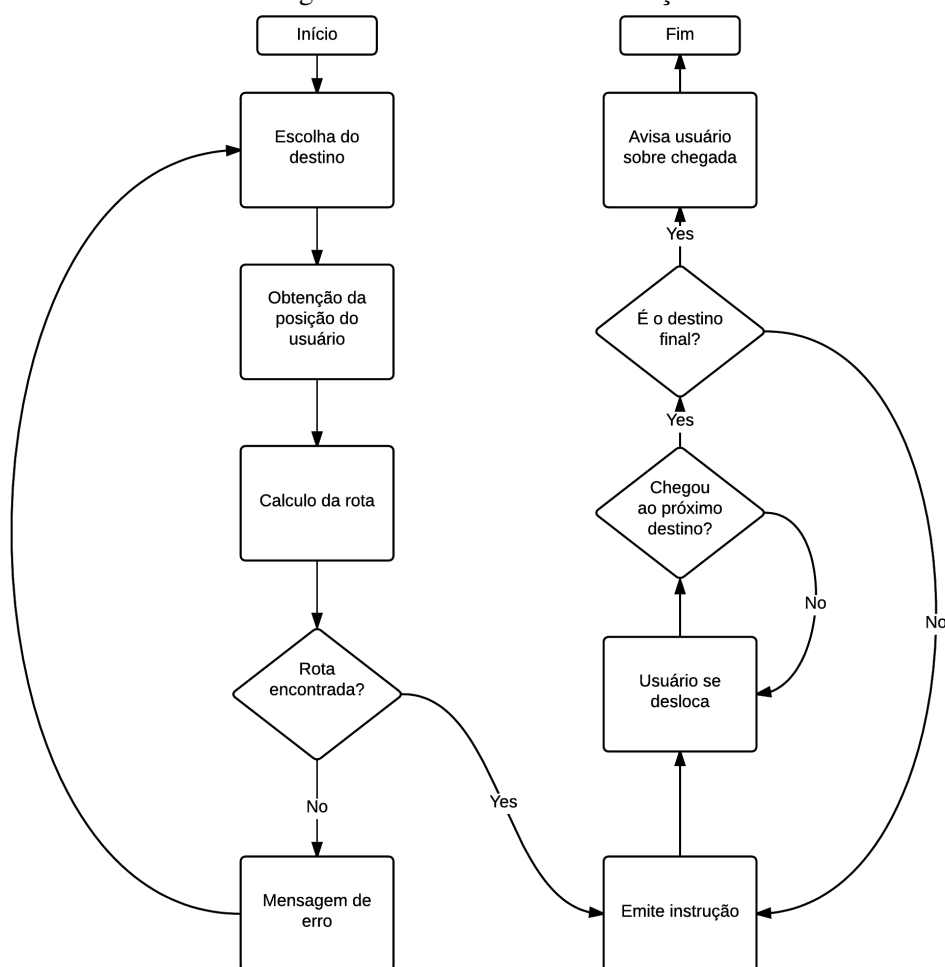 Início
Escolha do
destino
Obtenção da
posição do
usuário
Calculo da rota
Rota
encontrada?
No
Yes
Mensagem de
erro
Fim
Avisa usuário
sobre chegada
Yes
É o destino
final?
Yes
Chegou
ao próximo
destino?
No
No
Usuário se
desloca
Emite instrução